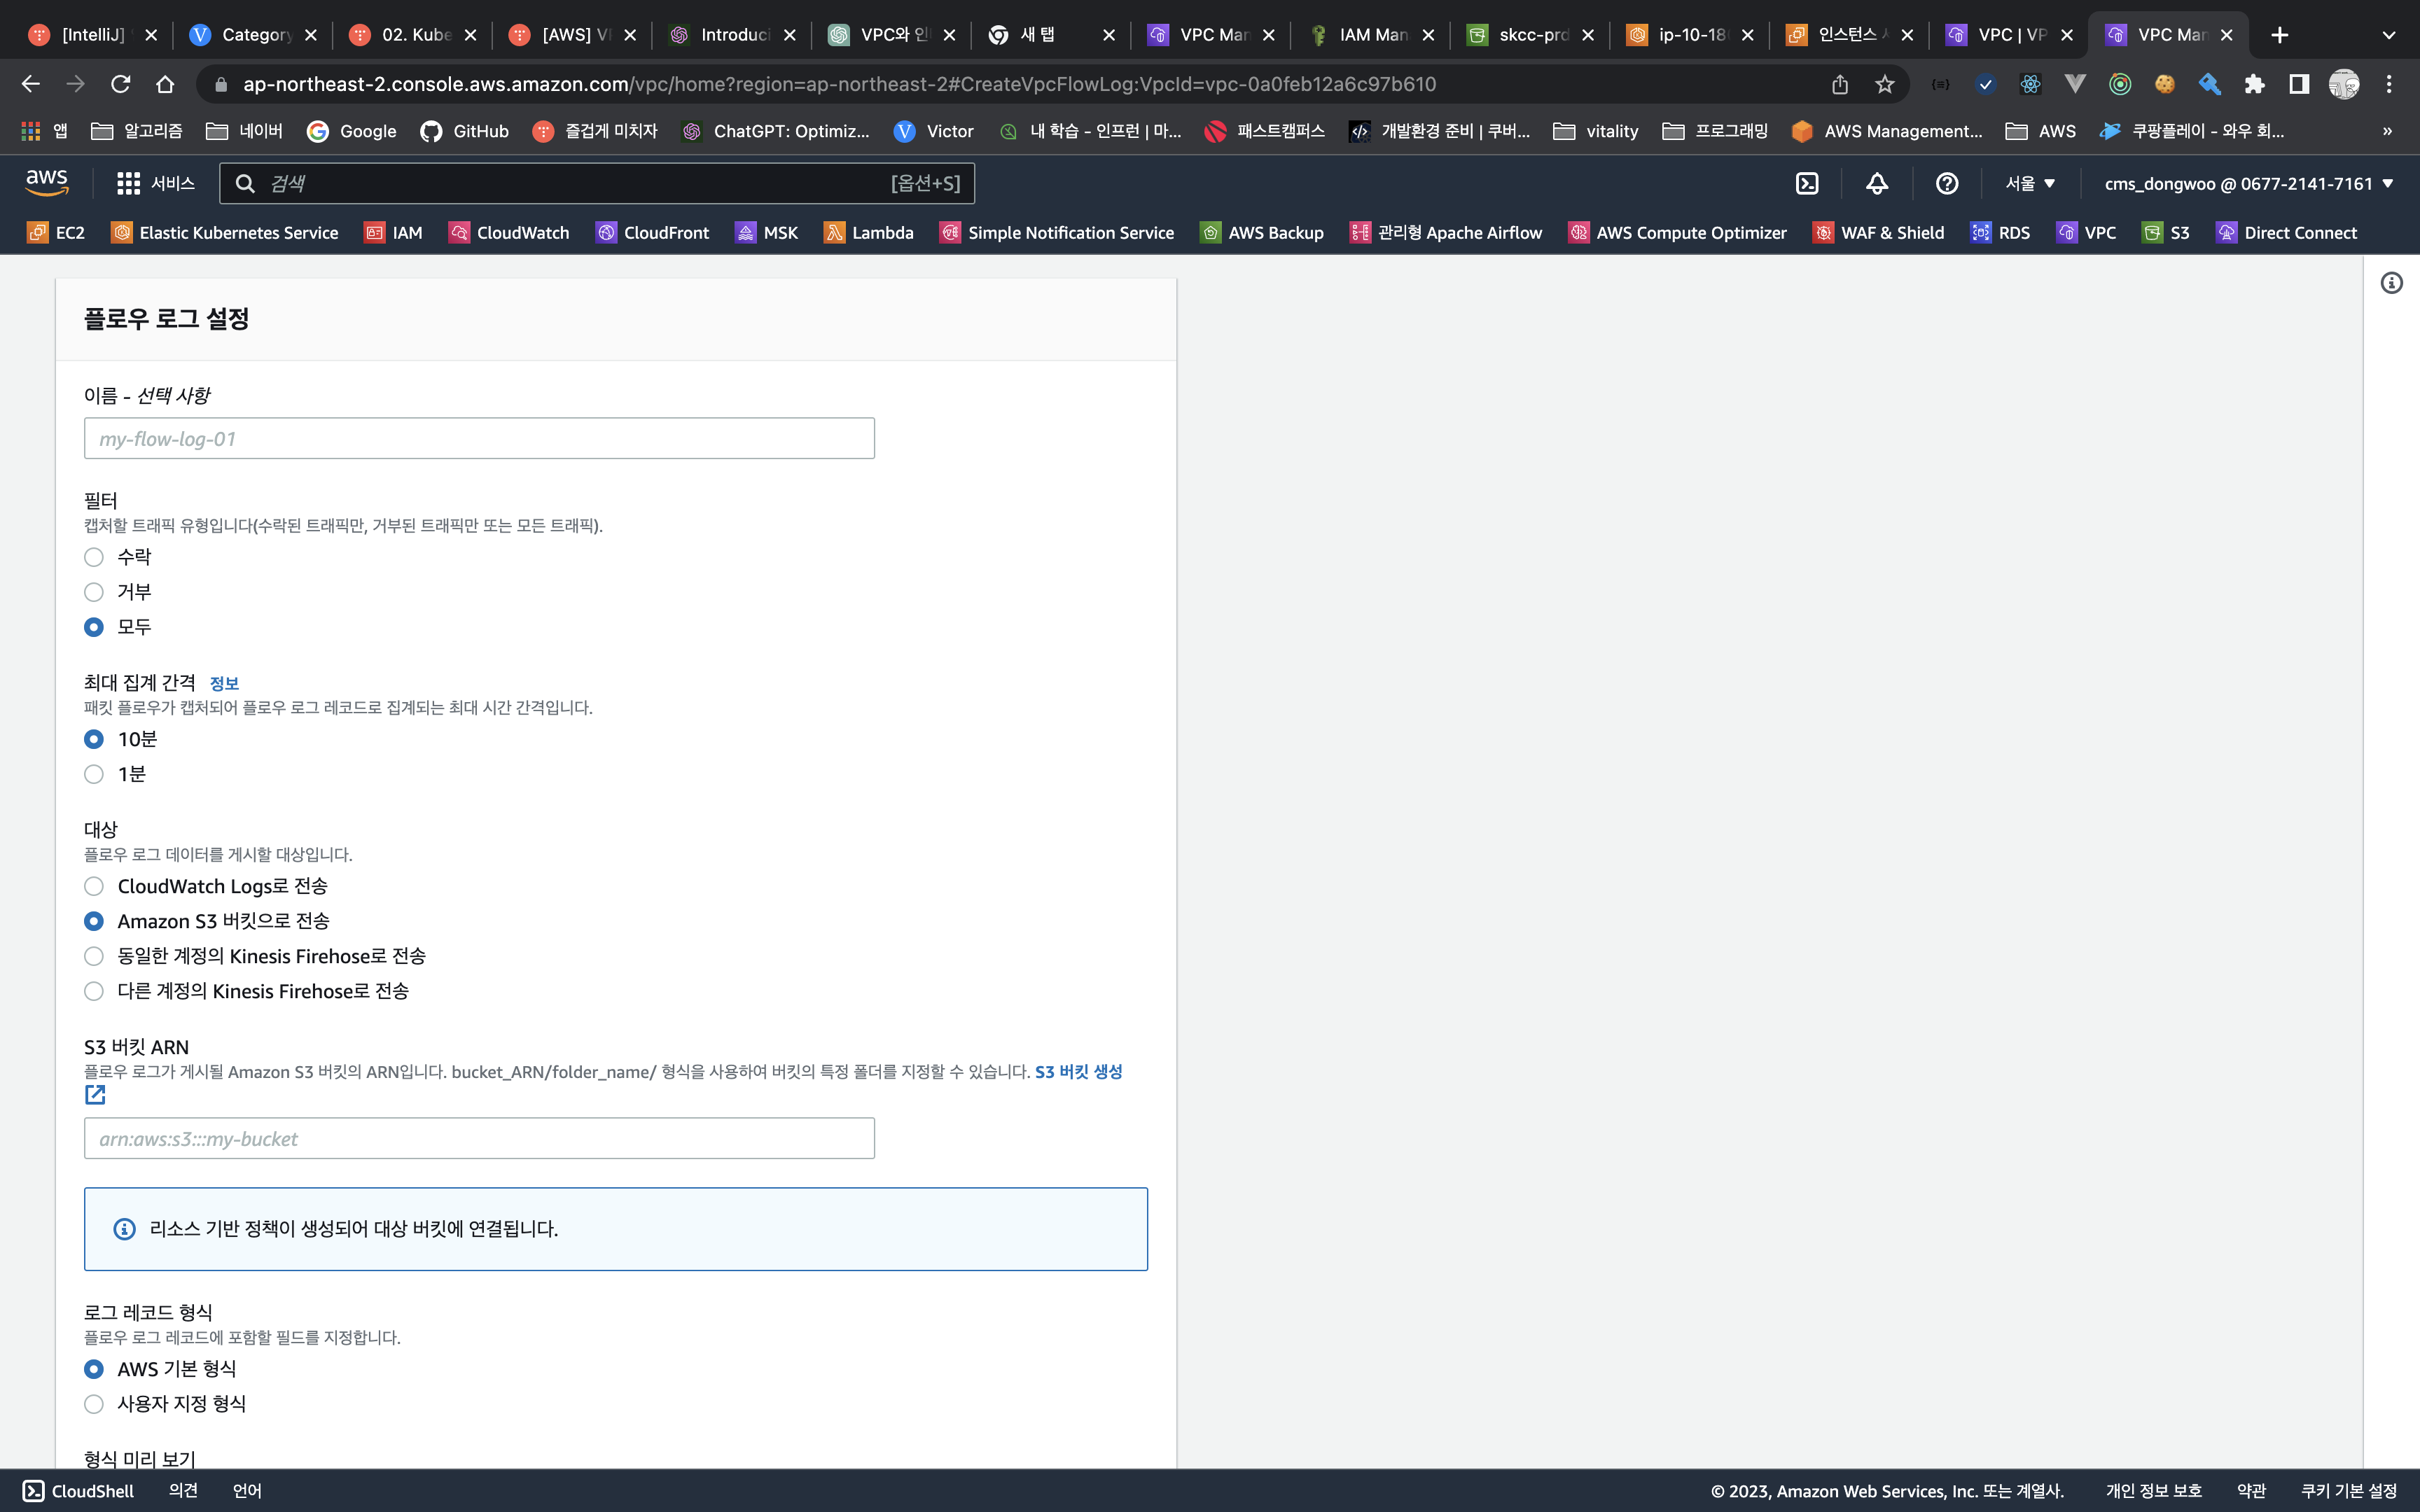 [IntelliJ]
Category
02. Kube
[AWS] VI
Introduci
VPC와 인
새 탭
VPC Man
IAM Man
skcc-prd
ip-10-18
인스턴스
VPC | VP
VPC Man
ap-northeast-2.console.aws.amazon.com/vpc/home?region=ap-northeast-2#CreateVpcFlowLog:VpcId=vpc-0a0feb12a6c97b610
앱
알고리즘
네이버
Google
GitHub
즐겁게 미치자
ChatGPT: Optimiz...
Victor
내 학습 - 인프런 | 마...
패스트캠퍼스
개발환경 준비 | 쿠버...
vitality
프로그래밍
AWS Management...
AWS
쿠팡플레이 - 와우 회...
»
aws
서비스
검색
[옵션+S]
서울 ▼
cms_dongwoo @ 0677-2141-7161 ▼
EC2
Elastic Kubernetes Service
IAM
CloudWatch
CloudFront
MSK
Lambda
Simple Notification Service
AWS Backup
관리형 Apache Airflow
AWS Compute Optimizer
WAF & Shield
RDS
VPC
S3
Direct Connect
플로우 로그 설정
이름 - 선택 사항
my-flow-log-01
필터
캡처할 트래픽 유형입니다(수락된 트래픽만, 거부된 트래픽만 또는 모든 트래픽).
수락
거부
모두
최대 집계 간격 정보
패킷 플로우가 캡처되어 플로우 로그 레코드로 집계되는 최대 시간 간격입니다.
10분
1분
대상
플로우 로그 데이터를 게시할 대상입니다.
CloudWatch Logs로 전송
Amazon S3 버킷으로 전송
동일한 계정의 Kinesis Firehose로 전송
다른 계정의 Kinesis Firehose로 전송
S3 버킷 ARN
플로우 로그가 게시될 Amazon S3 버킷의 ARN입니다. bucket_ARN/folder_name/ 형식을 사용하여 버킷의 특정 폴더를 지정할 수 있습니다. S3 버킷 생성
arn:aws:s3:::my-bucket
리소스 기반 정책이 생성되어 대상 버킷에 연결됩니다.
로그 레코드 형식
플로우 로그 레코드에 포함할 필드를 지정합니다.
AWS 기본 형식
사용자 지정 형식
형식 미리 보기
CloudShell
의견
언어
© 2023, Amazon Web Services, Inc. 또는 계열사.
개인 정보 보호
약관
쿠키 기본 설정